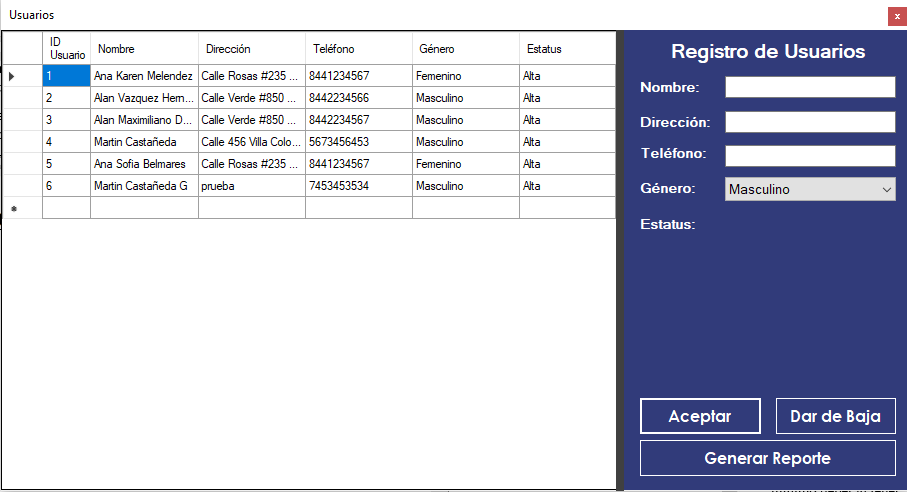 Usuarios
x
ID Usuario Nombre Dirección Teléfono Género Estatus
1 Ana Karen Melendez Calle Rosas #235 ... 8441234567 Femenino Alta
2 Alan Vazquez Hern... Calle Verde #850 ... 8442234566 Masculino Alta
3 Alan Maximiliano D... Calle Verde #850 ... 8442234567 Masculino Alta
4 Martin Castañeda Calle 456 Villa Colo... 5673456453 Masculino Alta
5 Ana Sofia Belmares Calle Rosas #235 ... 8441234567 Femenino Alta
6 Martin Castañeda G prueba 7453453534 Masculino Alta
Registro de Usuarios
Nombre:
Dirección:
Teléfono:
Género: Masculino
Estatus:
Aceptar Dar de Baja
Generar Reporte